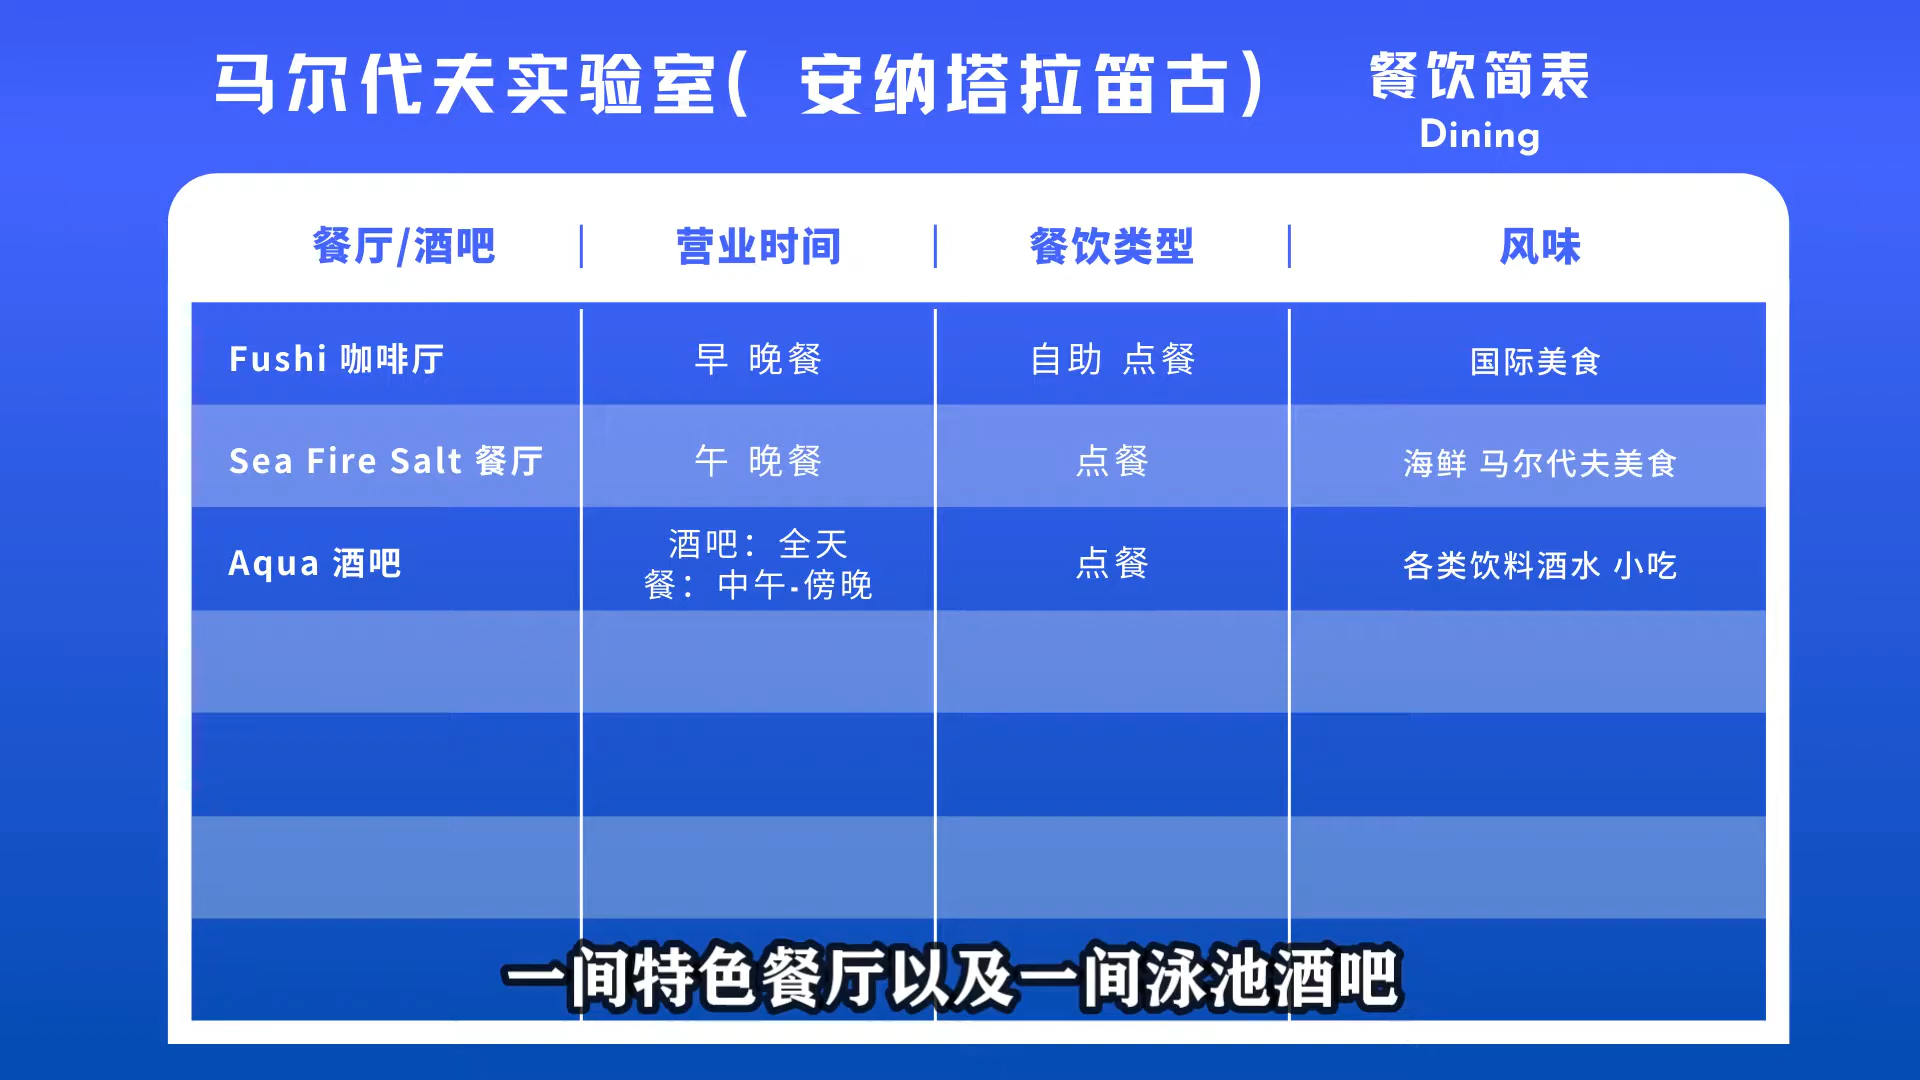 马尔代夫实验室( 安纳塔拉笛古)
餐饮简表
Dining
餐厅/酒吧 营业时间 餐饮类型 风味
Fushi 咖啡厅 早 晚餐 自助 点餐 国际美食
Sea Fire Salt 餐厅 午 晚餐 点餐 海鲜 马尔代夫美食
Aqua 酒吧 酒吧：全天 点餐 各类饮料酒水 小吃
餐：中午-傍晚
一间特色餐厅以及一间泳池酒吧